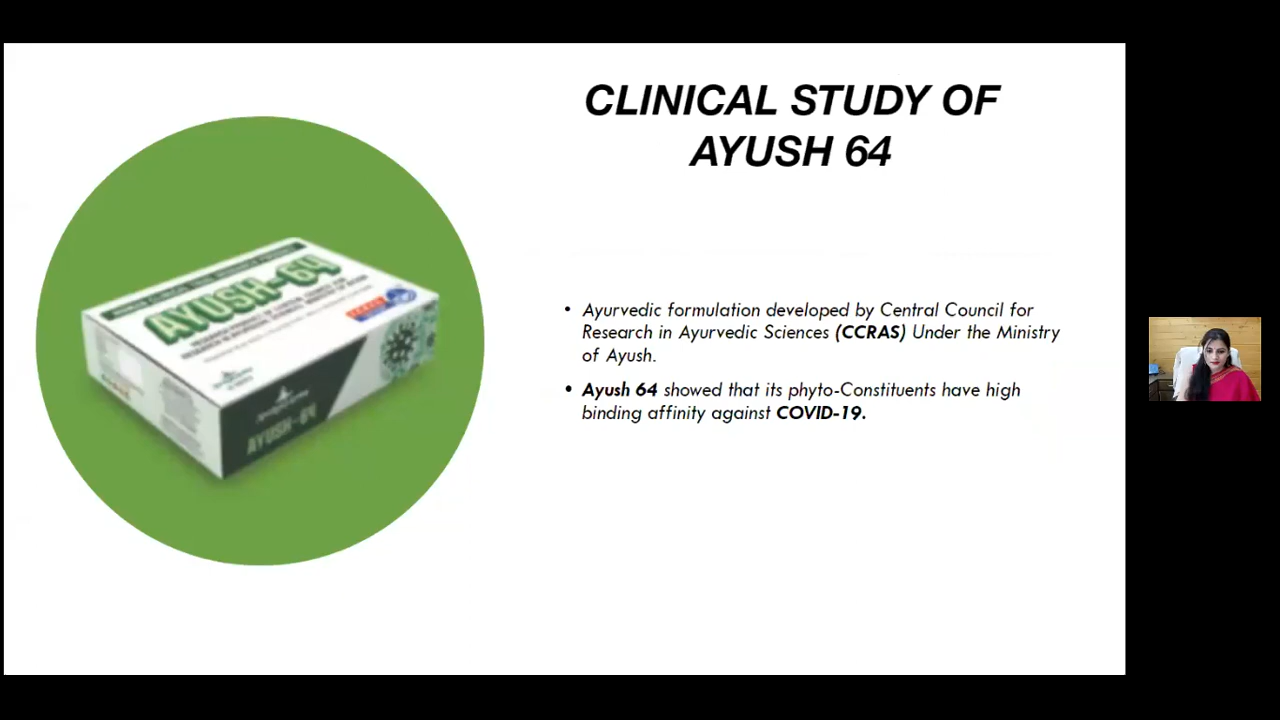 CLINICAL STUDY OF
AYUSH 64
AYUSH-64
AYUSH-64
• Ayurvedic formulation developed by Central Council for
Research in Ayurvedic Sciences (CCRAS) Under the Ministry
of Ayush.
• Ayush 64 showed that its phyto-Constituents have high
binding affinity against COVID-19.